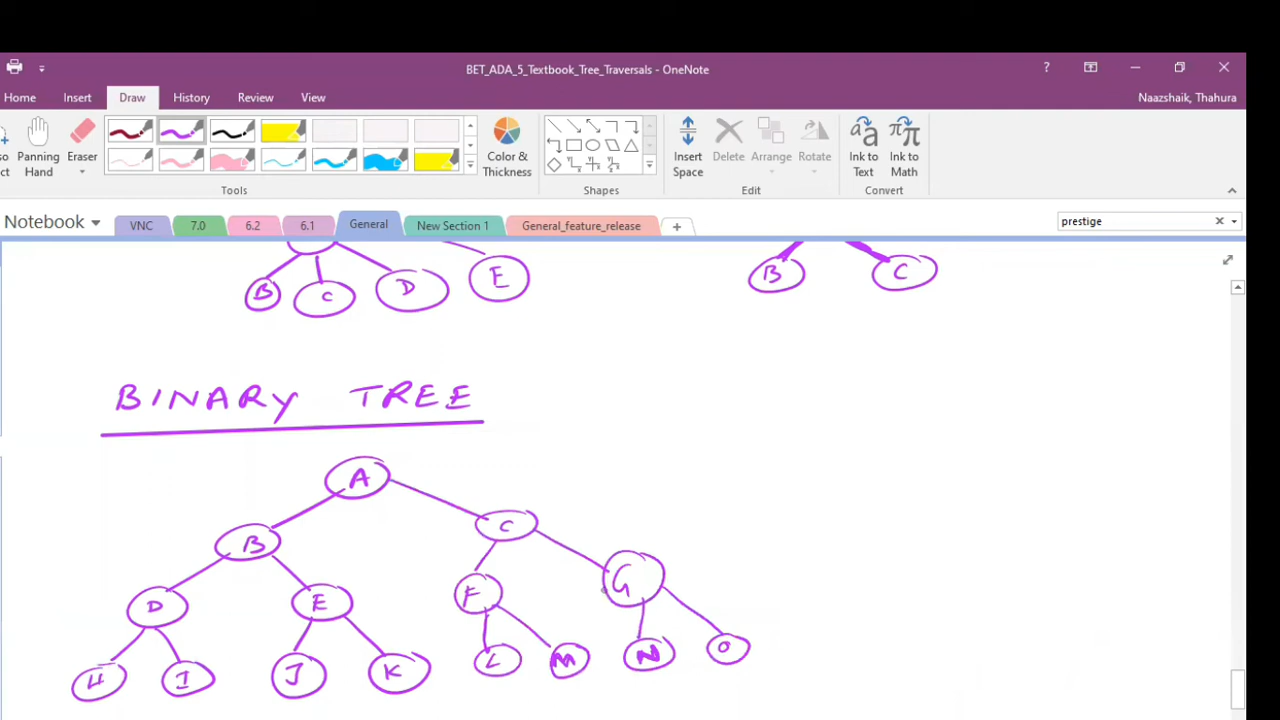 BET_ADA_5_Textbook_Tree_Traversals - OneNote
?
Home Insert Draw History Review View
Naazshaik, Thahura
Panning Hand
Eraser
Color & Thickness
Insert Space
Delete
Arrange
Rotate
Ink to Text
Ink to Math
Tools
Shapes
Edit
Convert
Notebook
VNC 7.0 6.2 6.1 General New Section 1 General_feature_release +
prestige
B C D E
B C
BINARY TREE
A
B C
D E F G
H I J K L M N O